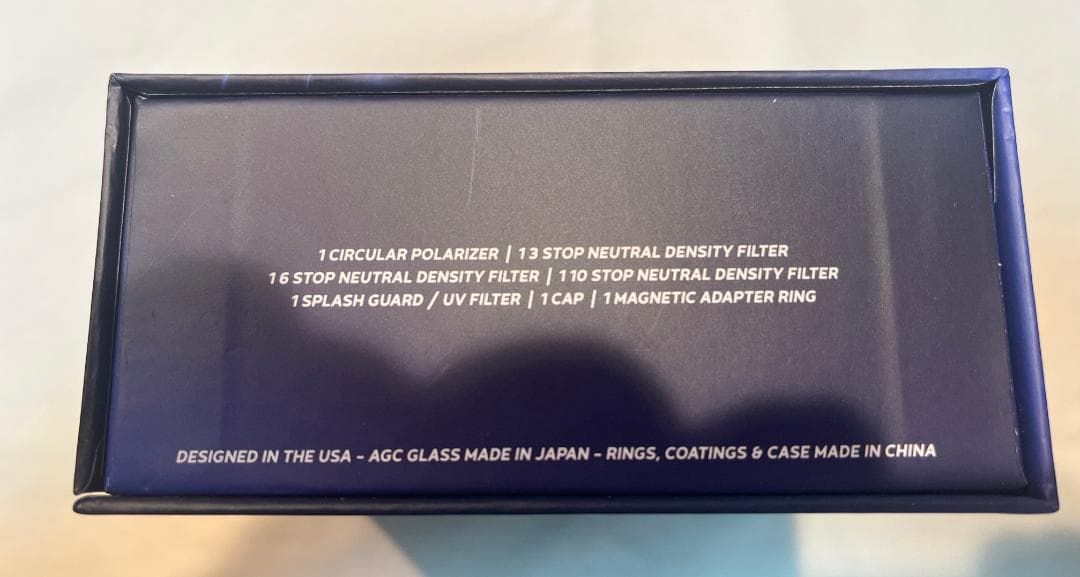 1 CIRCULAR POLARIZER | 1 3 STOP NEUTRAL DENSITY FILTER
1 6 STOP NEUTRAL DENSITY FILTER | 1 10 STOP NEUTRAL DENSITY FILTER
1 SPLASH GUARD / UV FILTER | 1 CAP | 1 MAGNETIC ADAPTER RING
DESIGNED IN THE USA – AGC GLASS MADE IN JAPAN – RINGS, COATINGS & CASE MADE IN CHINA